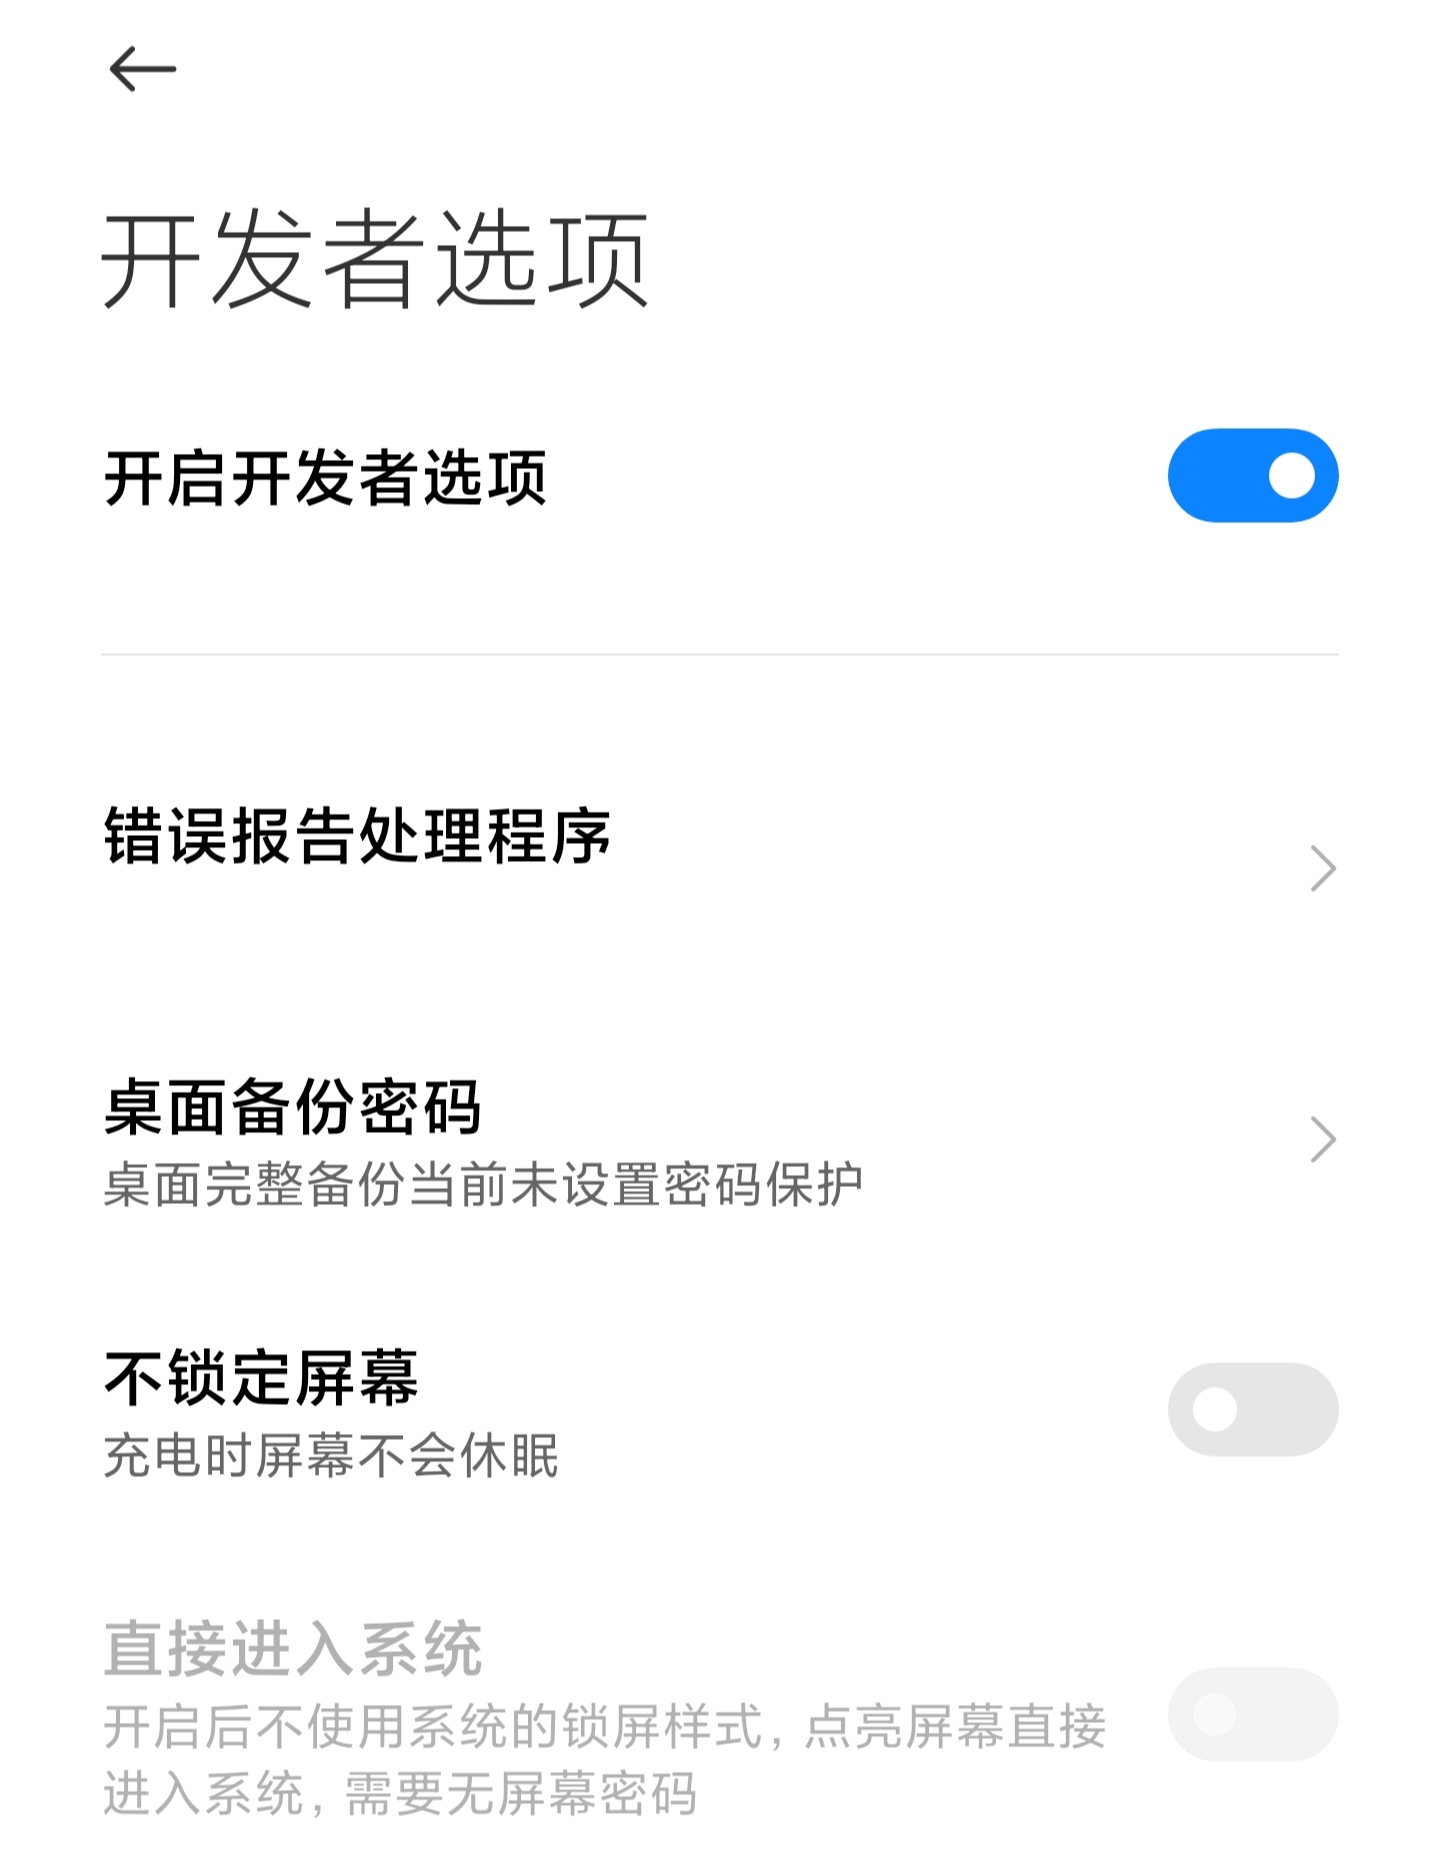 开发者选项
开启开发者选项
错误报告处理程序
桌面备份密码
桌面完整备份当前未设置密码保护
不锁定屏幕
充电时屏幕不会休眠
直接进入系统
开启后不使用系统的锁屏样式，点亮屏幕直接
进入系统，需要无屏幕密码